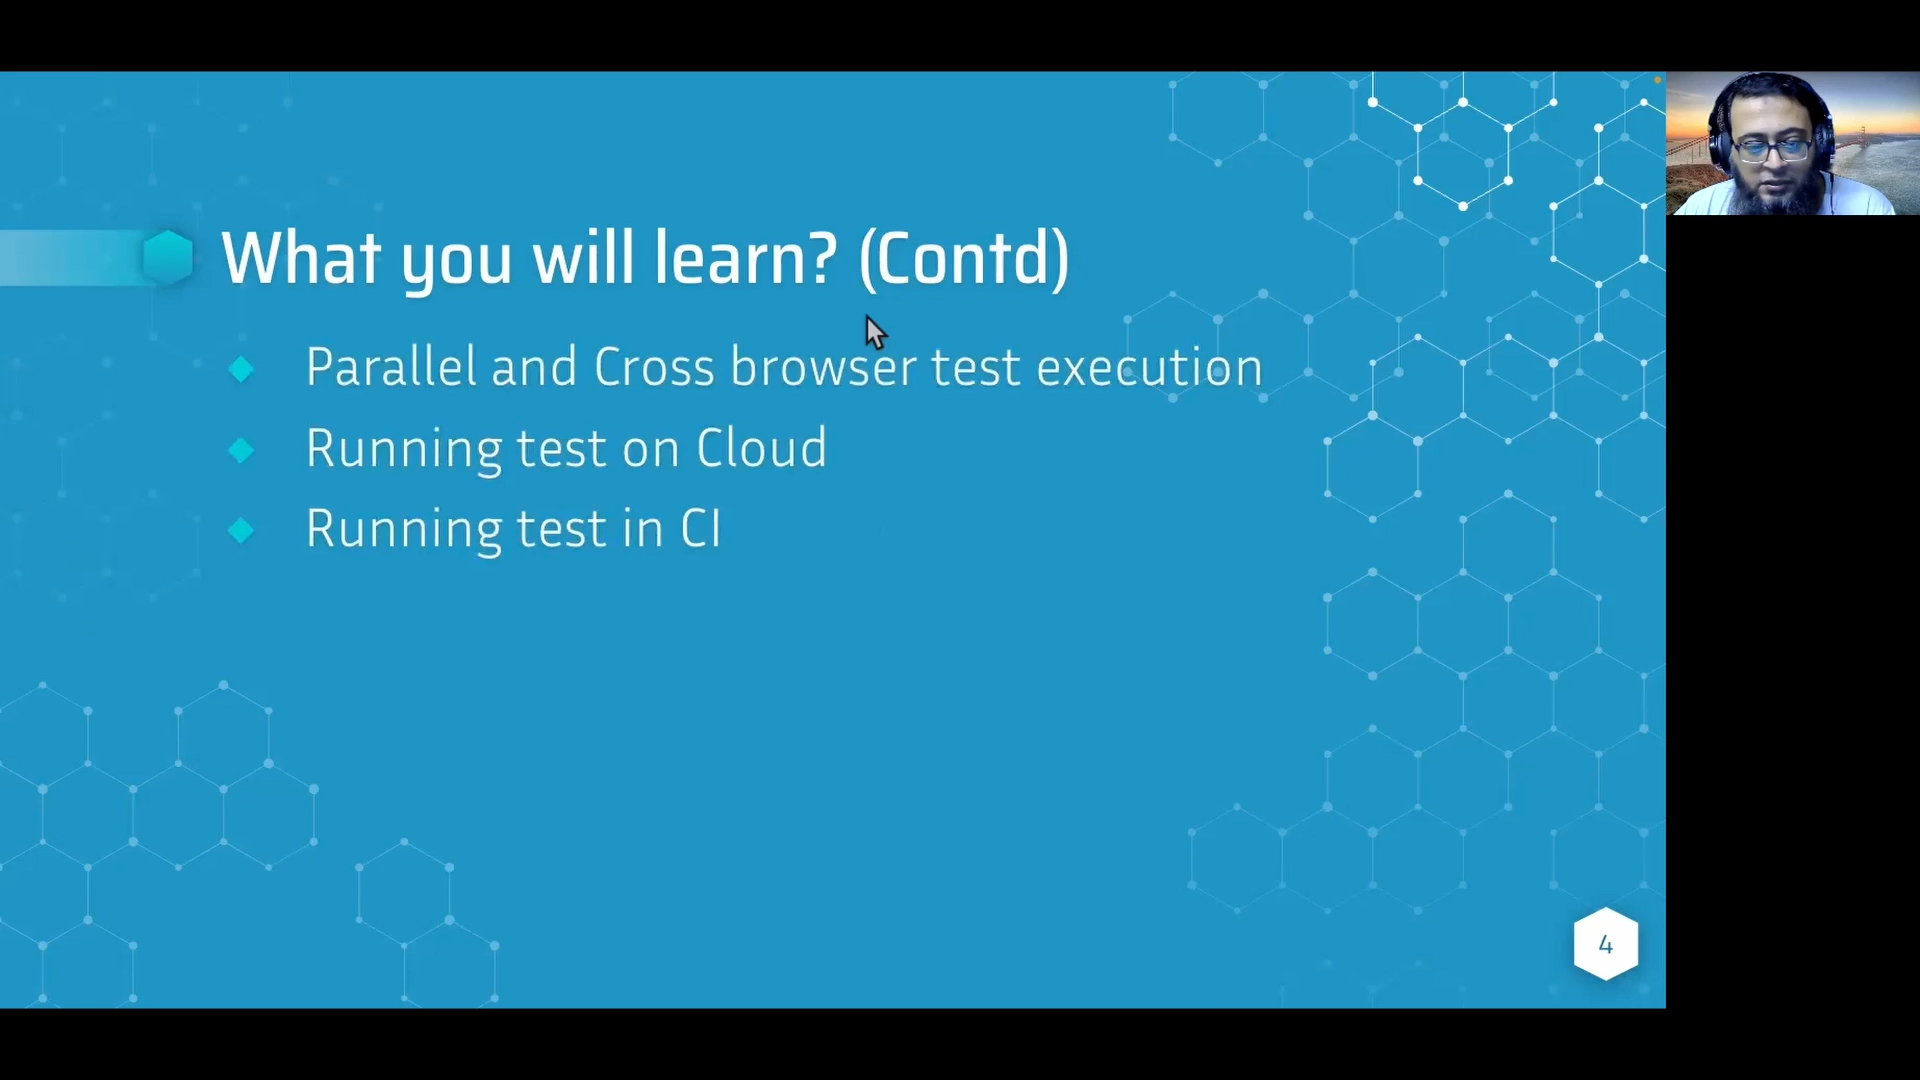 What you will learn? (Contd)
Parallel and Cross browser test execution
Running test on Cloud
Running test in CI
4